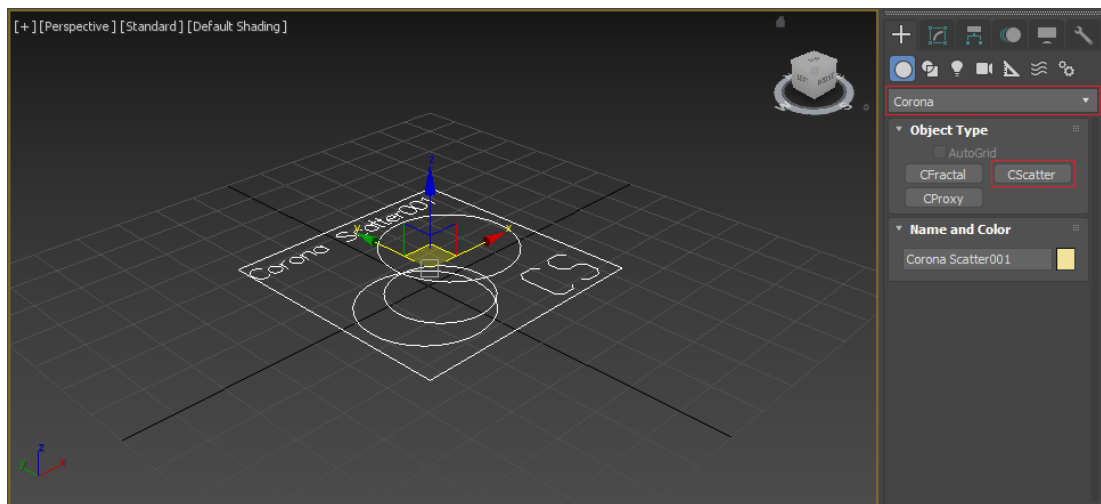 [+] [Perspective] [Standard] [Default Shading]
Corona
Object Type
AutoGrid
CFractal CScatter
CProxy
Name and Color
Corona Scatter001
Corona Scatter001
CS
z
y
x
z
y
x